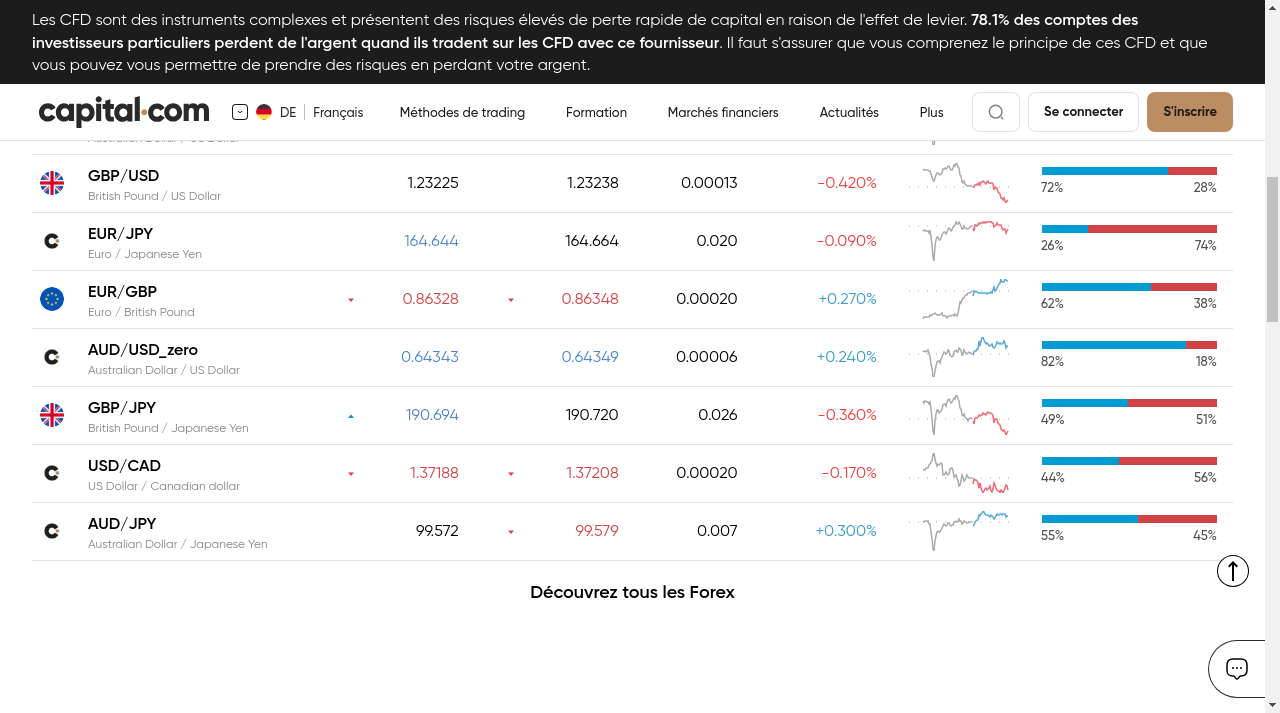 Les CFD sont des instruments complexes et présentent des risques élevés de perte rapide de capital en raison de l'effet de levier. 78.1% des comptes des
investisseurs particuliers perdent de l'argent quand ils tradent sur les CFD avec ce fournisseur. Il faut s'assurer que vous comprenez le principe de ces CFD et que
vous pouvez vous permettre de prendre des risques en perdant votre argent.
capital.com DE Français Méthodes de trading Formation Marchés financiers Actualités Plus Se connecter S'inscrire
GBP/USD 1.23225 1.23238 0.00013 -0.420%
British Pound / US Dollar 72% 28%
EUR/JPY 164.644 164.664 0.020 -0.090%
Euro / Japanese Yen 26% 74%
EUR/GBP 0.86328 0.86348 0.00020 +0.270%
Euro / British Pound 62% 38%
AUD/USD_zero 0.64343 0.64349 0.00006 +0.240%
Australian Dollar / US Dollar 82% 18%
GBP/JPY 190.694 190.720 0.026 -0.360%
British Pound / Japanese Yen 49% 51%
USD/CAD 1.37188 1.37208 0.00020 -0.170%
US Dollar / Canadian dollar 44% 56%
AUD/JPY 99.572 99.579 0.007 +0.300%
Australian Dollar / Japanese Yen 55% 45%
Découvrez tous les Forex